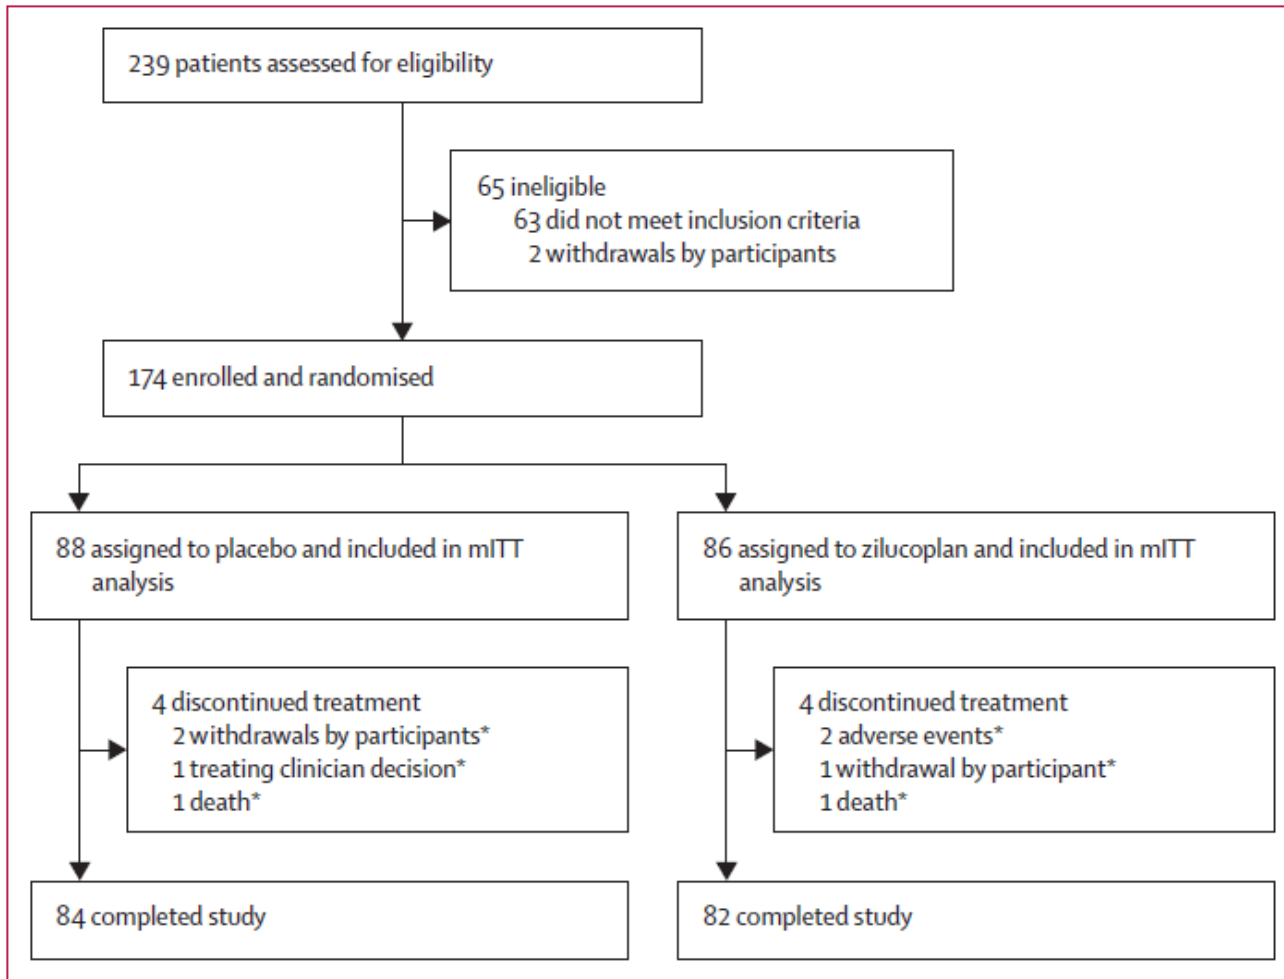 239 patients assessed for eligibility
65 ineligible
63 did not meet inclusion criteria
2 withdrawals by participants
174 enrolled and randomised
88 assigned to placebo and included in mITT
analysis
86 assigned to zilucoplan and included in mITT
analysis
4 discontinued treatment
2 withdrawals by participants*
1 treating clinician decision*
1 death*
4 discontinued treatment
2 adverse events*
1 withdrawal by participant*
1 death*
84 completed study
82 completed study